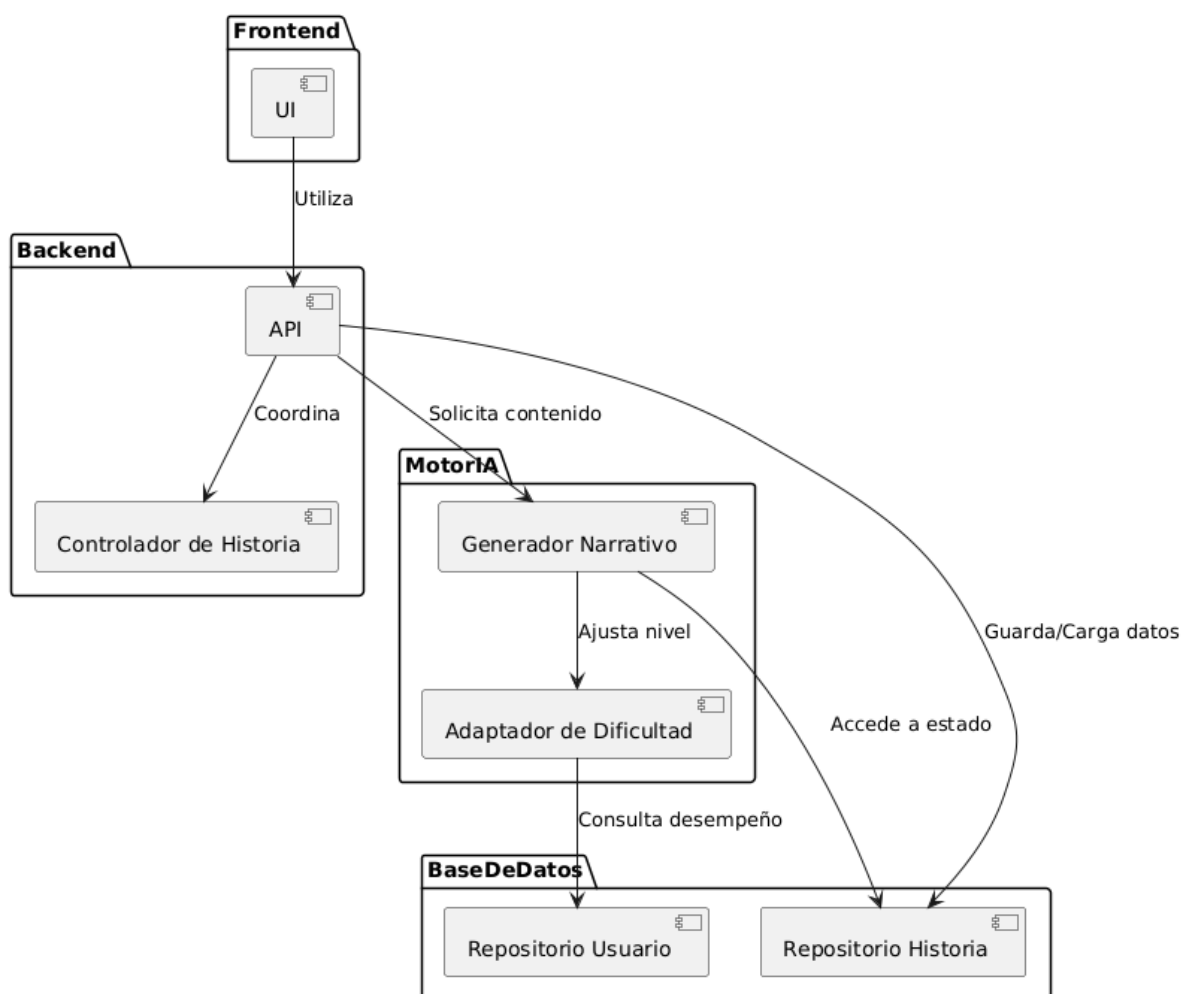 Frontend
UI
Utiliza
Backend
API
Coordina
Solicita contenido
MotorIA
Controlador de Historia
Generador Narrativo
Ajusta nivel
Guarda/Carga datos
Adaptador de Dificultad
Accede a estado
Consulta desempeño
BaseDeDatos
Repositorio Usuario
Repositorio Historia